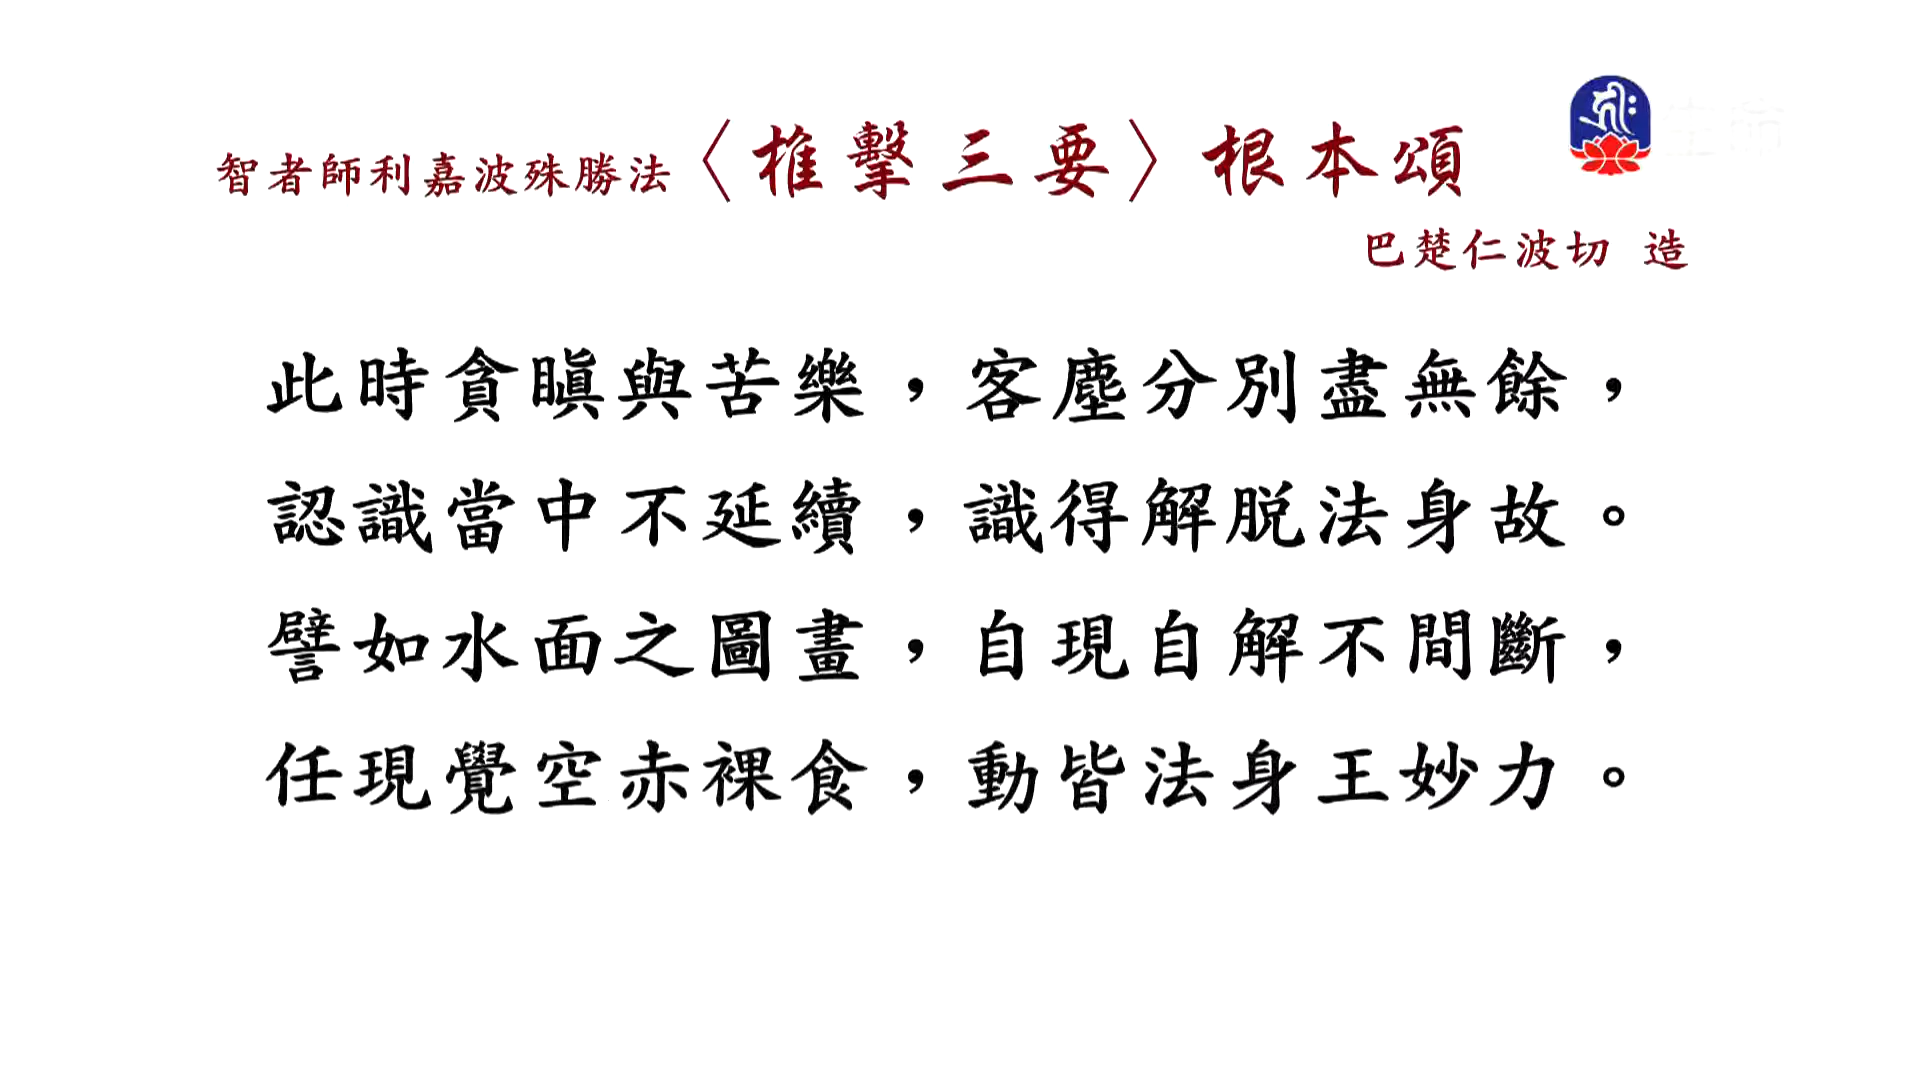 智者師利嘉波殊勝法〈椎擊三要〉根本頌
巴楚仁波切 造
此時貪瞋與苦樂，客塵分別盡無餘，
認識當中不延續，識得解脫法身故。
譬如水面之圖畫，自現自解不間斷，
任現覺空赤裸食，動皆法身王妙力。